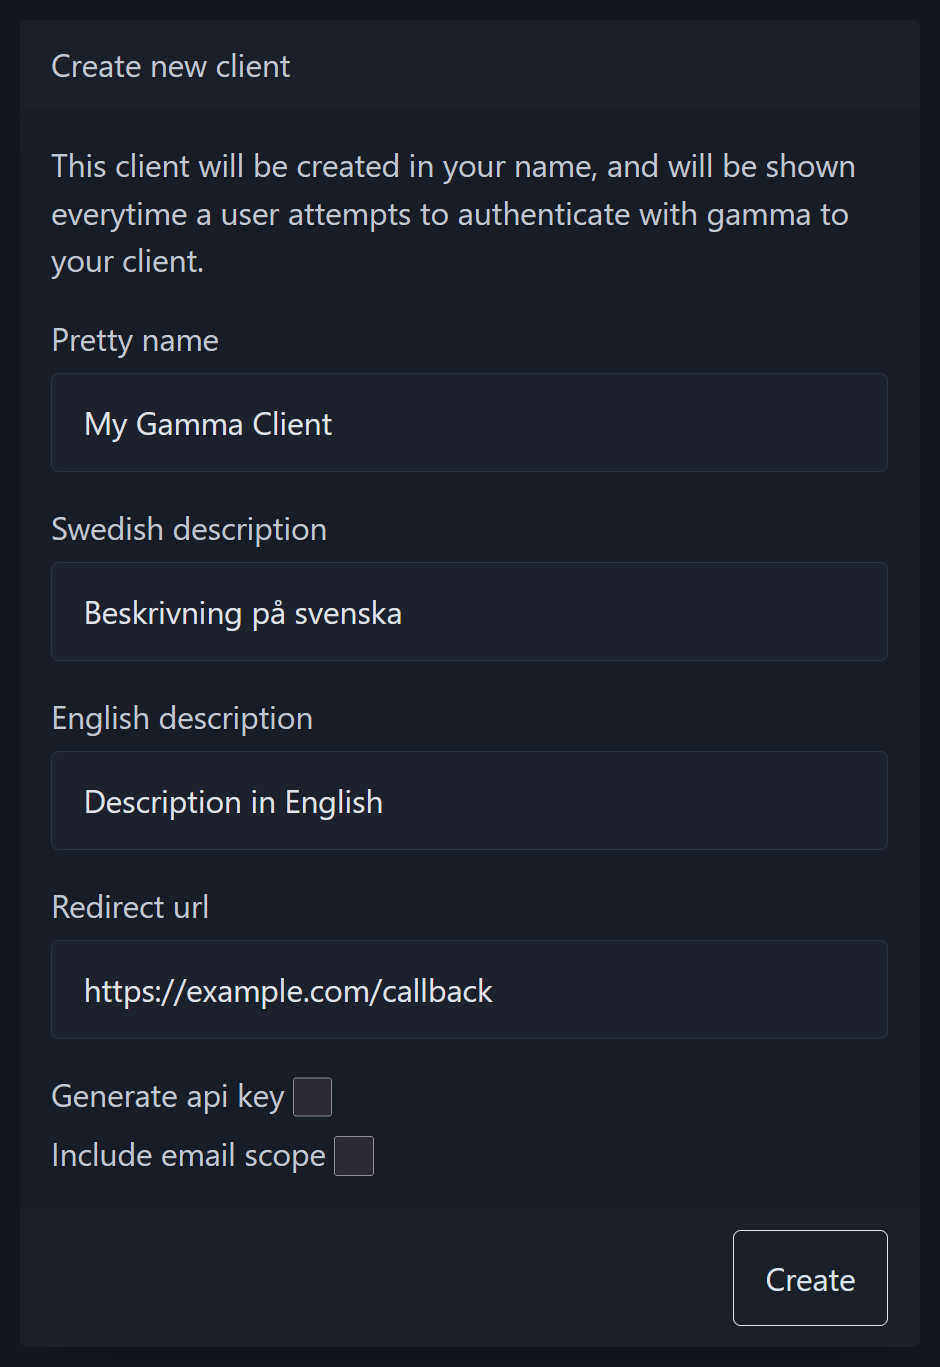 Create new client
This client will be created in your name, and will be shown
everytime a user attempts to authenticate with gamma to
your client.
Pretty name
My Gamma Client
Swedish description
Beskrivning på svenska
English description
Description in English
Redirect url
https://example.com/callback
Generate api key
Include email scope
Create